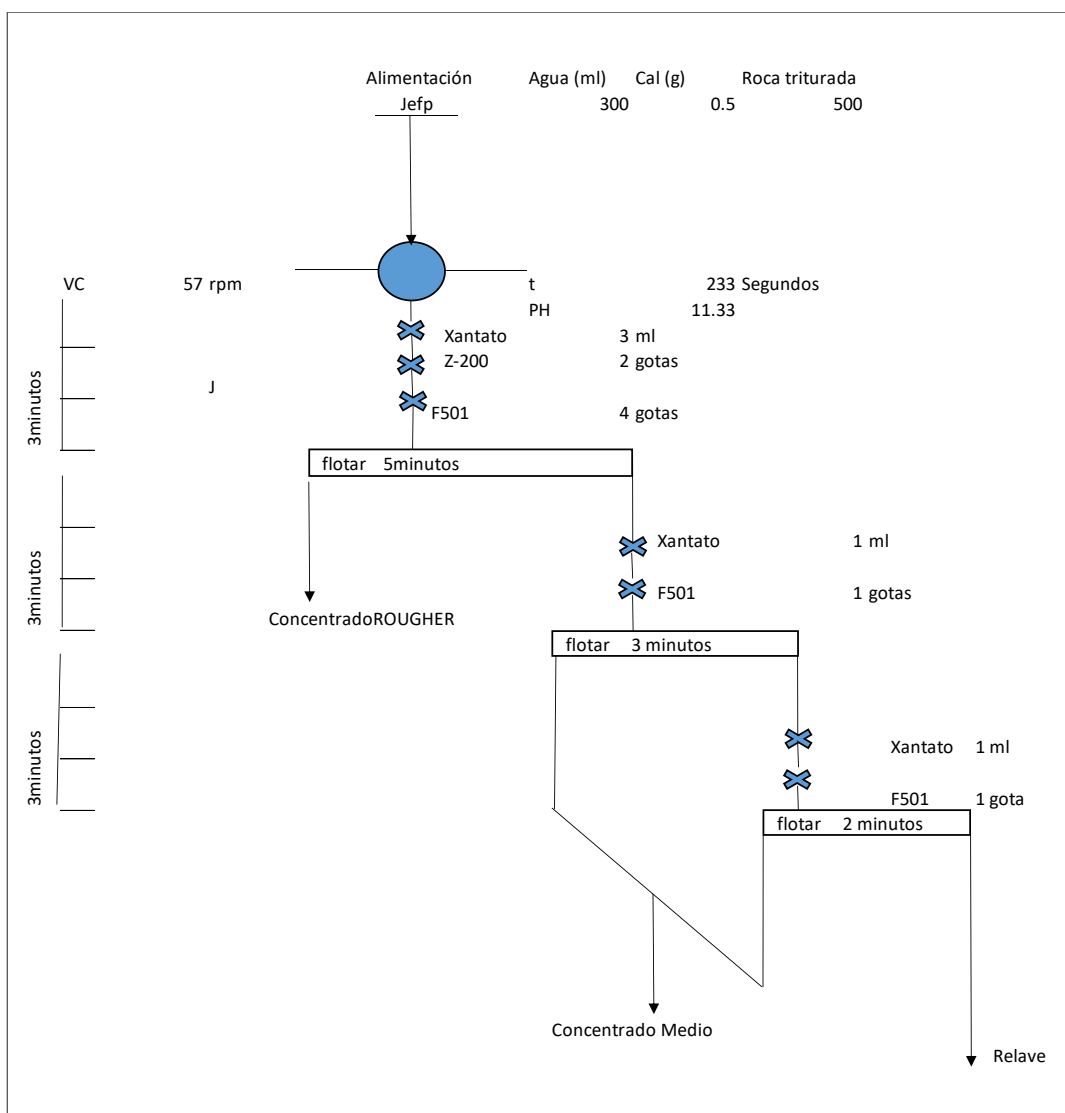 Alimentación Agua (ml) Cal (g) Roca triturada
Jefp 300 0.5 500
VC 57 rpm t 233 Segundos
PH 11.33
Xantato 3 ml
Z-200 2 gotas
J
F501 4 gotas
3minutos
flotar 5minutos
Xantato 1 ml
F501 1 gotas
3minutos
ConcentradoROUGHER
flotar 3 minutos
Xantato 1 ml
F501 1 gota
3minutos
flotar 2 minutos
Concentrado Medio
Relave